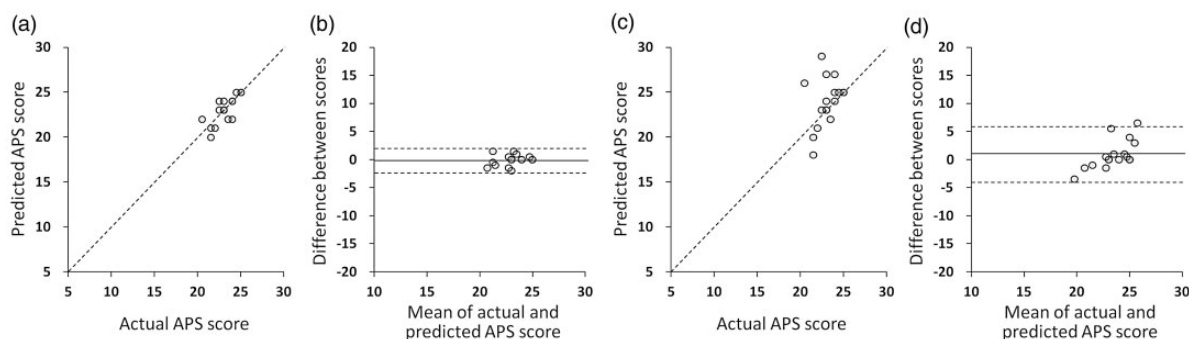 (a)
Predicted APS score
30
25
20
15
10
5
5 10 15 20 25 30
Actual APS score
(b)
Difference between scores
20
15
10
5
0
-5
-10
-15
-20
10 15 20 25 30
Mean of actual and
predicted APS score
(c)
Predicted APS score
30
25
20
15
10
5
5 10 15 20 25 30
Actual APS score
(d)
Difference between scores
20
15
10
5
0
-5
-10
-15
-20
10 15 20 25 30
Mean of actual and
predicted APS score